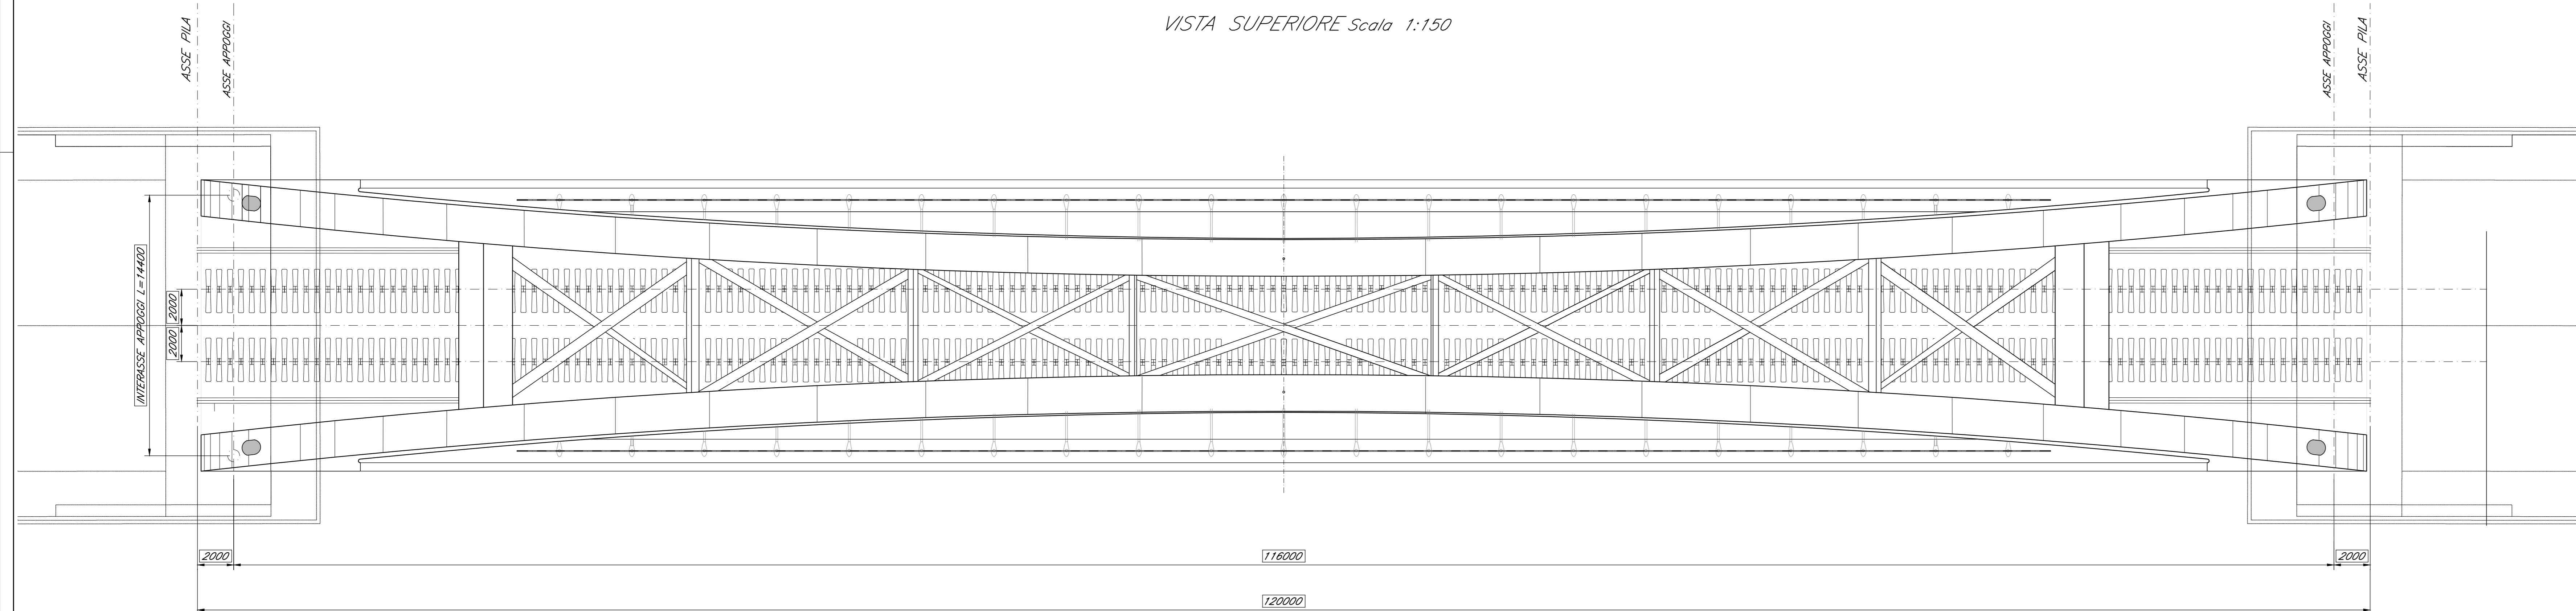 VISTA SUPERIORE Scala 1:150
ASSE PILA
ASSE APPOGGI
ASSE APPOGGI
ASSE PILA
INTERASSE APPOGGI L=14400
2000
2000
2000
116000
2000
120000